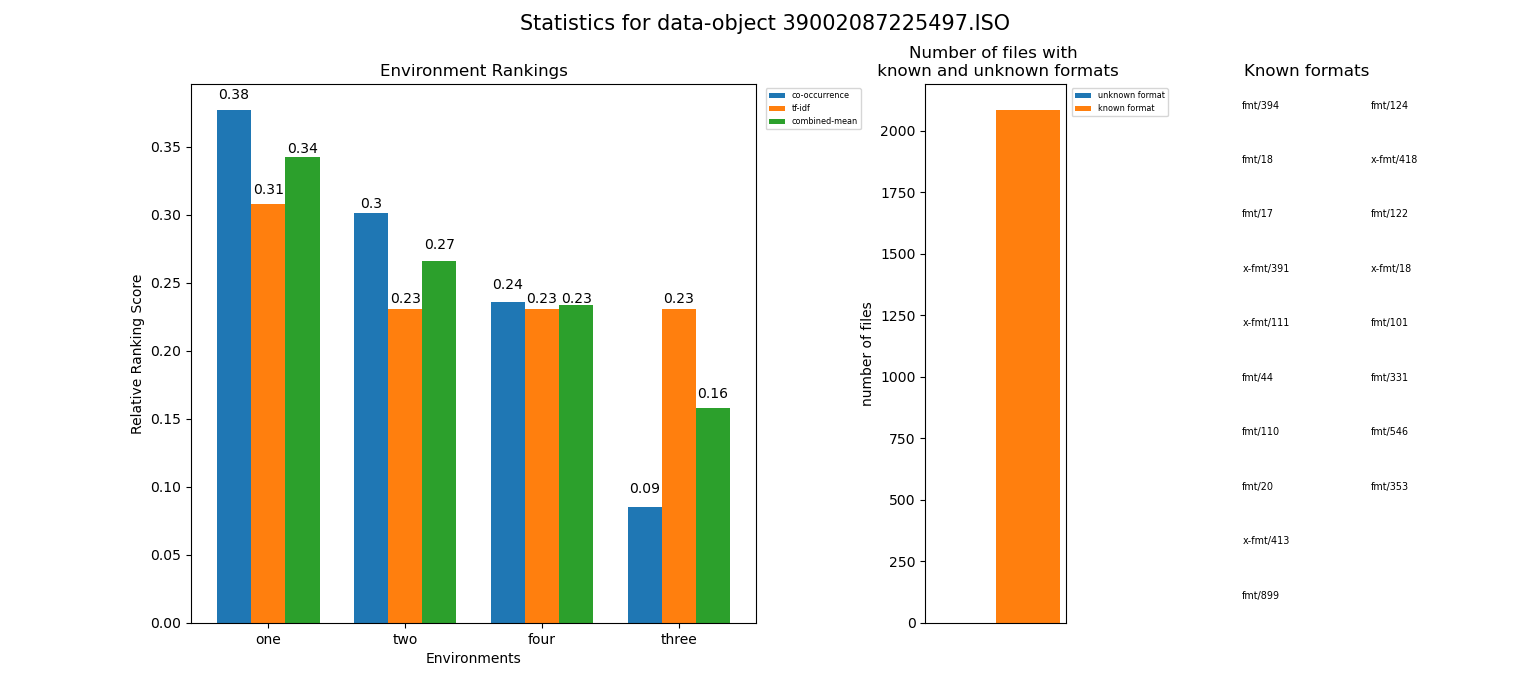 Statistics for data-object 39002087225497.ISO
Environment Rankings
0.38
0.31
0.34
0.3
0.23
0.27
0.24
0.23
0.23
0.09
0.23
0.16
0.35
0.30
0.25
0.20
0.15
0.10
0.05
0.00
Relative Ranking Score
one
two
four
three
Environments
co-occurrence
tf-idf
combined-mean
Number of files with
known and unknown formats
2000
1750
1500
1250
1000
750
500
250
0
number of files
unknown format
known format
Known formats
fmt/394 fmt/124
fmt/18 x-fmt/418
fmt/17 fmt/122
x-fmt/391 x-fmt/18
x-fmt/111 fmt/101
fmt/44 fmt/331
fmt/110 fmt/546
fmt/20 fmt/353
x-fmt/413
fmt/899